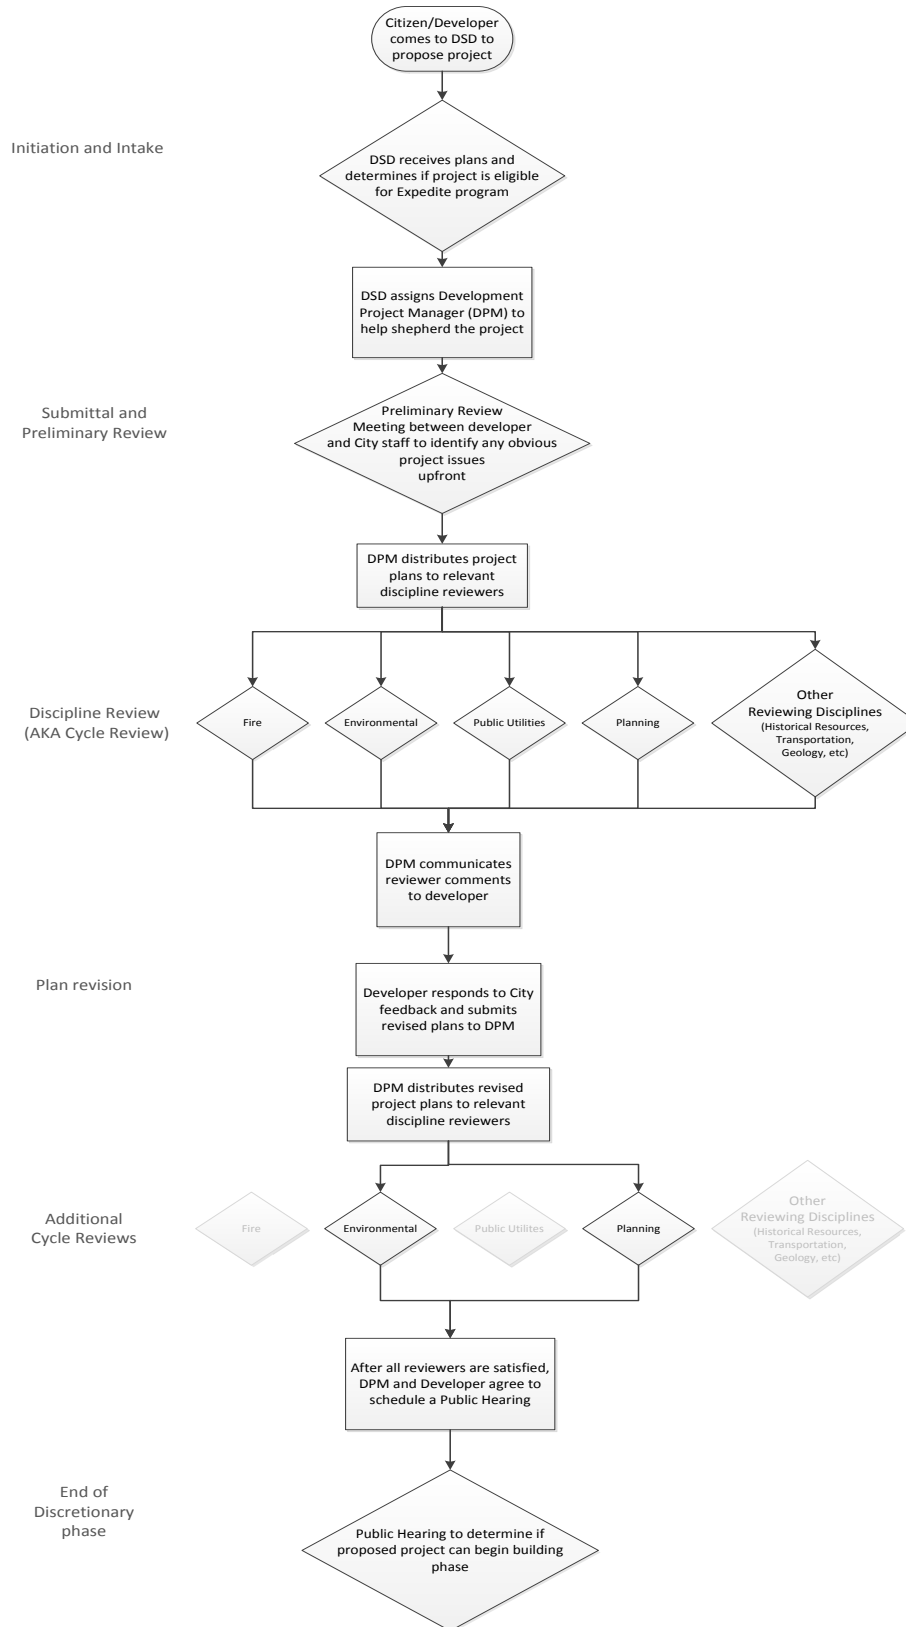 Citizen/Developer
comes to DSD to
propose project
Initiation and Intake
DSD receives plans and
determines if project is eligible
for Expedite program
DSD assigns Development
Project Manager (DPM) to
help shepherd the project
Submittal and
Preliminary Review
Preliminary Review
Meeting between developer
and City staff to identify any obvious
project issues
upfront
DPM distributes project
plans to relevant
discipline reviewers
Discipline Review
(AKA Cycle Review)
Fire
Environmental
Public Utilities
Planning
Other
Reviewing Disciplines
(Historical Resources,
Transportation,
Geology, etc)
DPM communicates
reviewer comments
to developer
Plan revision
Developer responds to City
feedback and submits
revised plans to DPM
DPM distributes revised
project plans to relevant
discipline reviewers
Additional
Cycle Reviews
Fire
Environmental
Public Utilites
Planning
Other
Reviewing Disciplines
(Historical Resources,
Transportation,
Geology, etc)
After all reviewers are satisfied,
DPM and Developer agree to
schedule a Public Hearing
End of
Discretionary
phase
Public Hearing to determine if
proposed project can begin building
phase